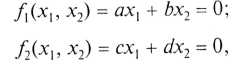 f₁(x₁, x₂) = ax₁ + bx₂ = 0;
f₂(x₁, x₂) = cx₁ + dx₂ = 0,